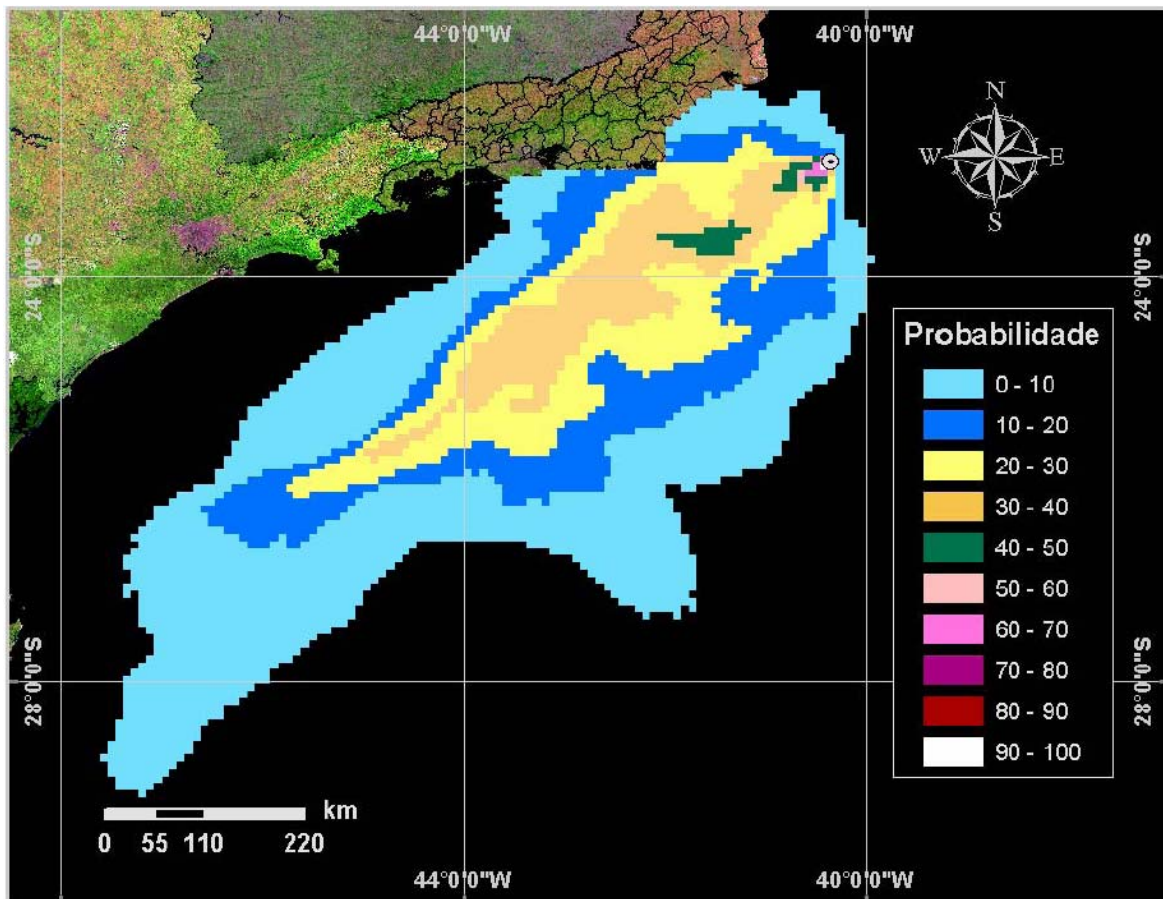 44°0'0"W 40°0'0"W
N
W E
S
24°0'0"S 24°0'0"S
Probabilidade
0 - 10
10 - 20
20 - 30
30 - 40
40 - 50
50 - 60
60 - 70
70 - 80
80 - 90
90 - 100
28°0'0"S 28°0'0"S
km
0 55 110 220
44°0'0"W 40°0'0"W